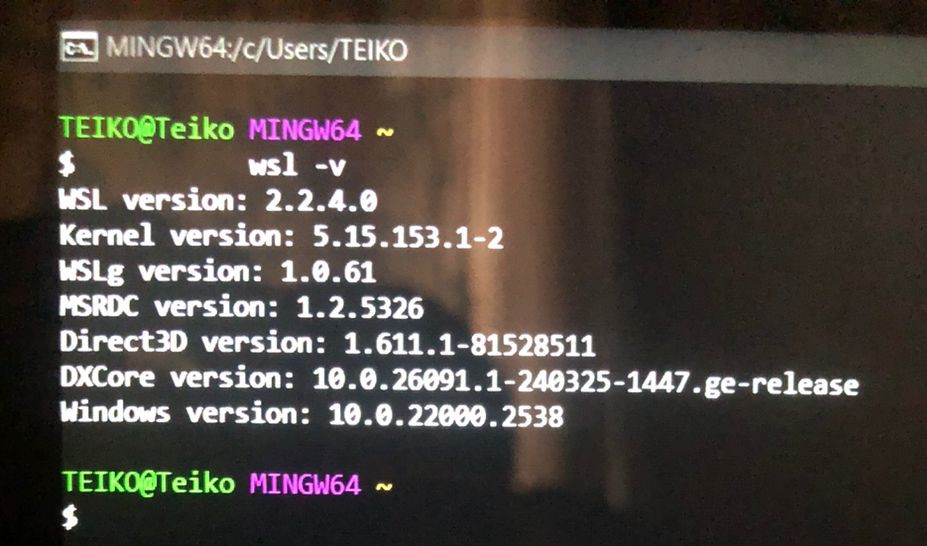 MINGW64:/c/Users/TEIKO
TEIKO@Teiko MINGW64 ~
$ wsl -v
WSL version: 2.2.4.0
Kernel version: 5.15.153.1-2
WSLg version: 1.0.61
MSRDC version: 1.2.5326
Direct3D version: 1.611.1-81528511
DXCore version: 10.0.26091.1-240325-1447.ge-release
Windows version: 10.0.22000.2538
TEIKO@Teiko MINGW64 ~
$